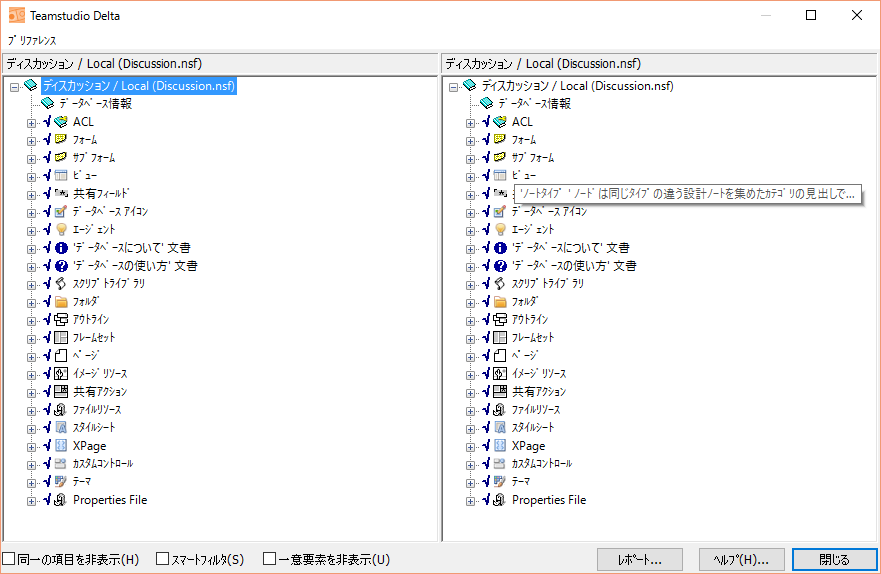 Teamstudio Delta
プリファレンス
ディスカッション / Local (Discussion.nsf)
ディスカッション / Local (Discussion.nsf)
ディスカッション / Local (Discussion.nsf)
データベース情報
ACL
フォーム
サブフォーム
ビュー
共有フィールド
データベースアイコン
エージェント
'データベースについて' 文書
'データベースの使い方' 文書
スクリプトライブラリ
フォルダ
アウトライン
フレームセット
ページ
イメージリソース
共有アクション
ファイルリソース
スタイルシート
XPage
カスタムコントロール
テーマ
Properties File
ディスカッション / Local (Discussion.nsf)
データベース情報
ACL
フォーム
サブフォーム
ビュー
'ノートタイプ' ノードは同じタイプの違う設計ノートを集めたカテゴリの見出しで...
データベースアイコン
エージェント
'データベースについて' 文書
'データベースの使い方' 文書
スクリプトライブラリ
フォルダ
アウトライン
フレームセット
ページ
イメージリソース
共有アクション
ファイルリソース
スタイルシート
XPage
カスタムコントロール
テーマ
Properties File
同一の項目を非表示(H)
スマートフィルタ(S)
一意要素を非表示(U)
レポート...
ヘルプ(H)...
閉じる